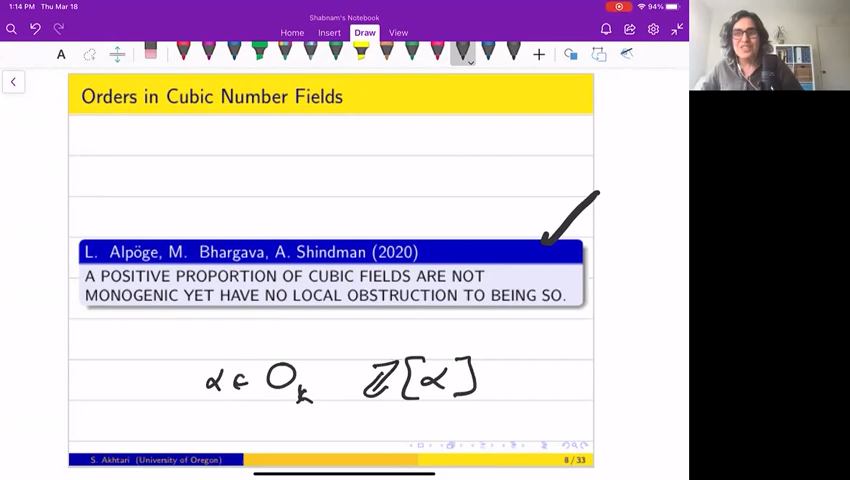 1:14 PM Thu Mar 18
94%
Shabnam's Notebook
Home Insert Draw View
A
Orders in Cubic Number Fields
L. Alpöge, M. Bhargava, A. Shindman (2020)
A POSITIVE PROPORTION OF CUBIC FIELDS ARE NOT
MONOGENIC YET HAVE NO LOCAL OBSTRUCTION TO BEING SO.
α ∈ O_K ℤ[α]
S. Akhtari (University of Oregon)
8 / 33